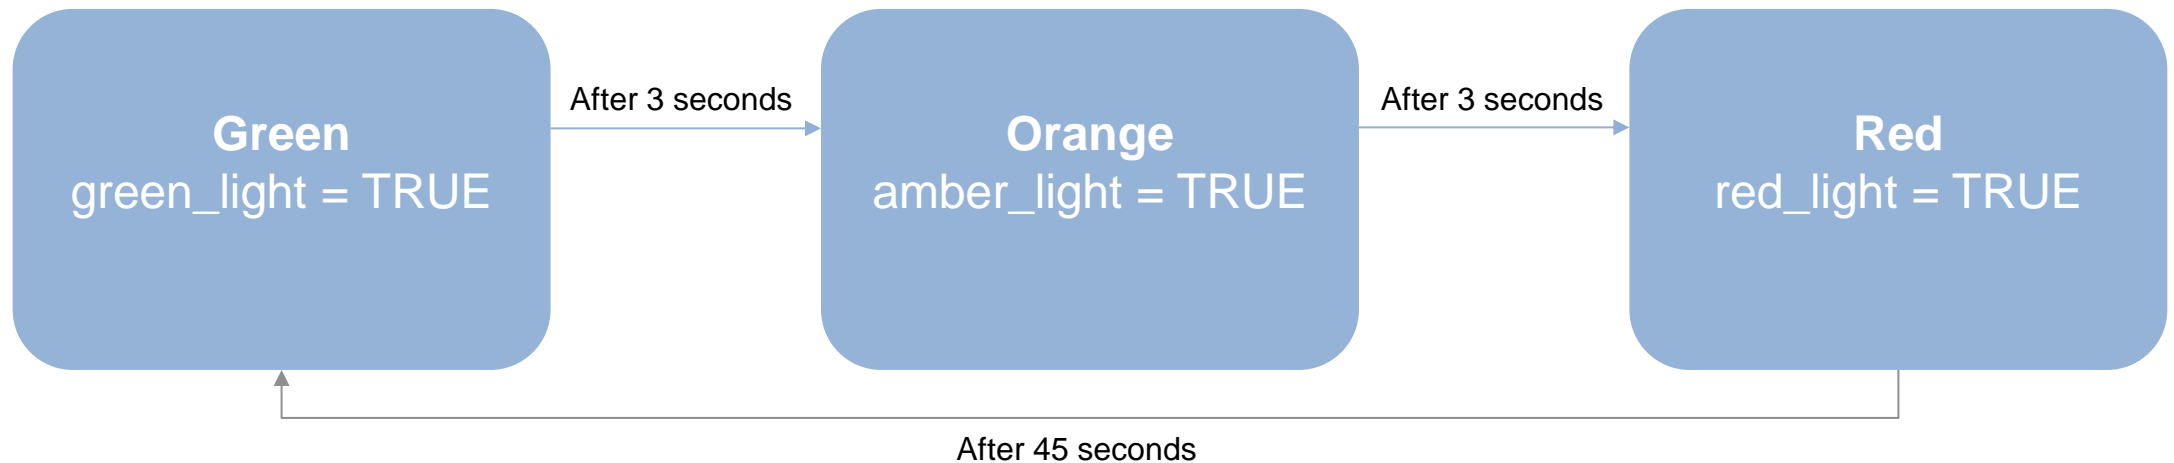 Green
green_light = TRUE
After 3 seconds
Orange
amber_light = TRUE
After 3 seconds
Red
red_light = TRUE
After 45 seconds